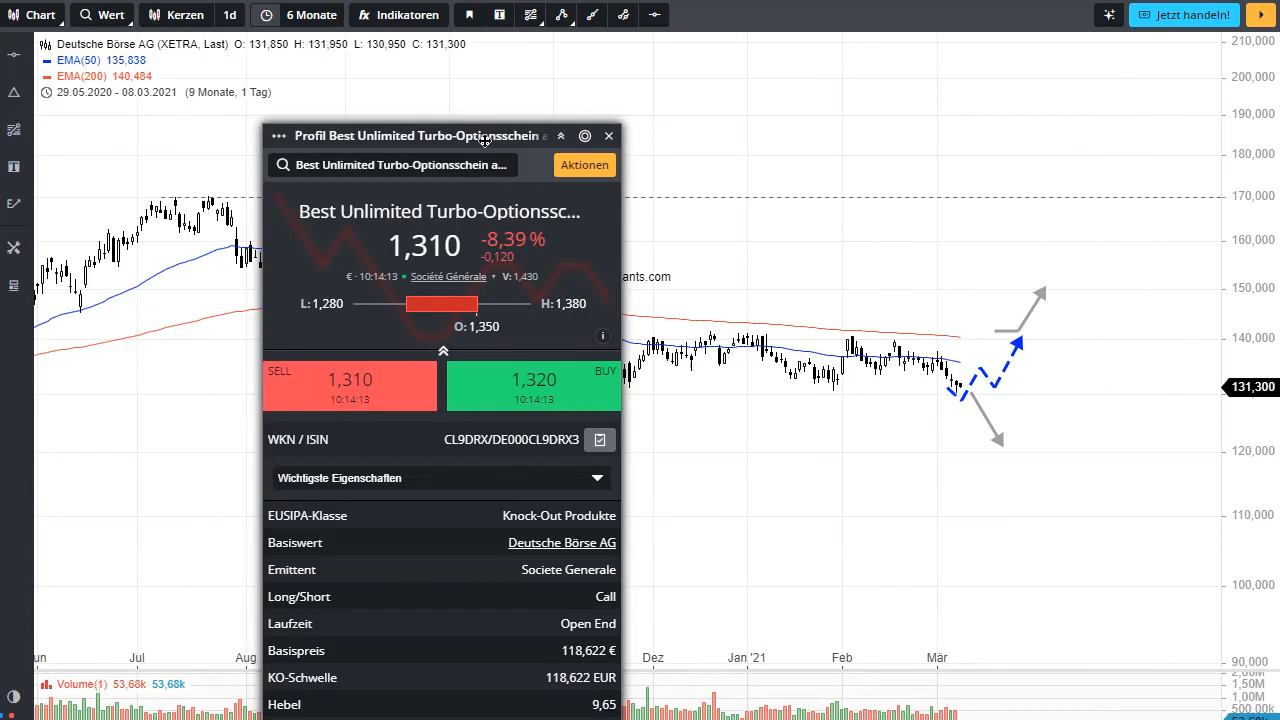 Chart Wert Kerzen 1d 6 Monate fx Indikatoren T Jetzt handeln!
Deutsche Börse AG (XETRA, Last) O: 131,850 H: 131,950 L: 130,950 C: 131,300
EMA(50) 135,838
EMA(200) 140,484
29.05.2020 - 08.03.2021 (9 Monate, 1 Tag)
210,000
200,000
190,000
180,000
170,000
160,000
150,000
140,000
131,300
120,000
110,000
100,000
90,000
Profil Best Unlimited Turbo-Optionsschein a
Best Unlimited Turbo-Optionsschein a...
Aktionen
Best Unlimited Turbo-Optionssc...
1,310 -8,39 %
-0,120
€ · 10:14:13 Société Générale V: 1,430
L: 1,280 H: 1,380
O: 1,350
ants.com
SELL 1,310 10:14:13
1,320 BUY 10:14:13
WKN / ISIN CL9DRX/DE000CL9DRX3
Wichtigste Eigenschaften
EUSIPA-Klasse Knock-Out Produkte
Basiswert Deutsche Börse AG
Emittent Societe Generale
Long/Short Call
Laufzeit Open End
Basispreis 118,622 €
KO-Schwelle 118,622 EUR
Hebel 9,65
un Jul Aug Dez Jan '21 Feb Mär
Volume(1) 53,68k 53,68k
1,50M
1,00M
500,00k